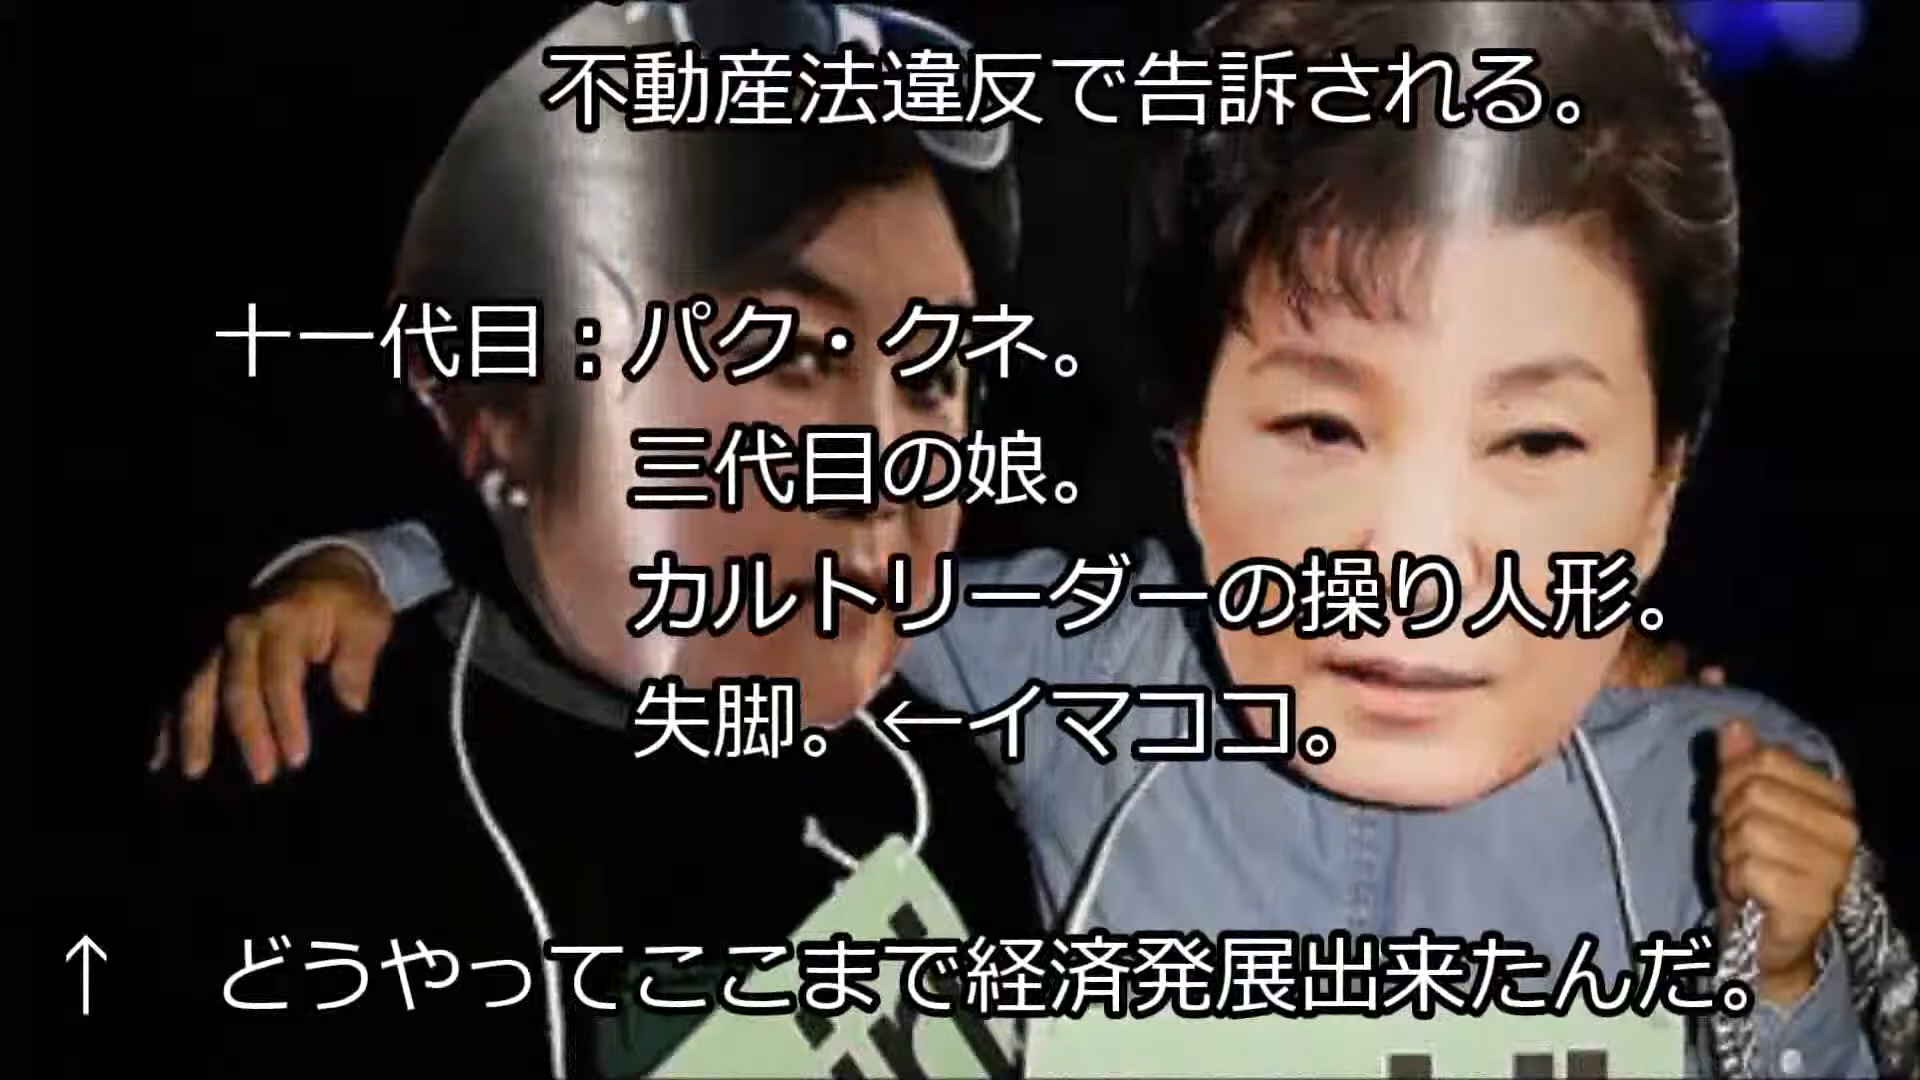 不動産法違反で告訴される。
十一代目：パク・クネ。
三代目の娘。
カルトリーダーの操り人形。
失脚。←イマココ。
↑ どうやってここまで経済発展出来たんだ。